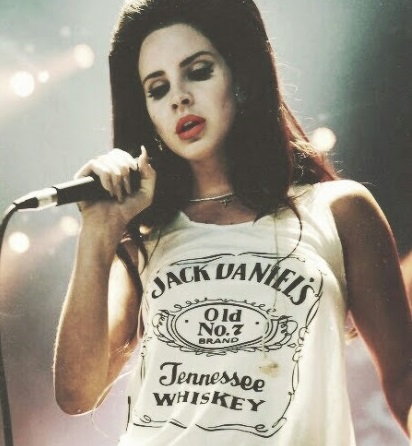 JACK DANIEL'S
Old
No.7
BRAND
Tennessee
WHISKEY